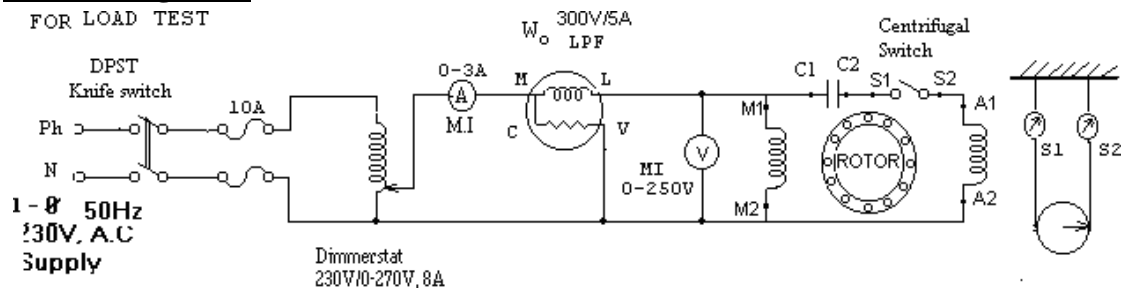 FOR LOAD TEST
DPST
Knife switch
Ph
N
10A
1-Ø 50Hz
230V, A.C
Supply
Dimmerstat
230V/0-270V, 8A
0-3A
A
M.I
Wo 300V/5A
LPF
M L
C V
V
MI
0-250V
M1
M2
C1 C2 S1 S2
Centrifugal
Switch
ROTOR
A1
A2
S1 S2